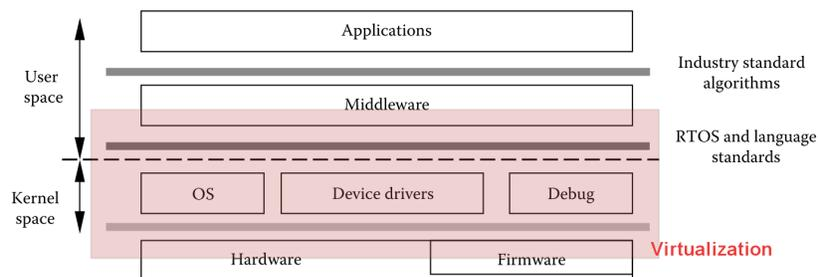 Applications
Industry standard
algorithms
User
space
Middleware
RTOS and language
standards
Kernel
space
OS
Device drivers
Debug
Virtualization
Hardware
Firmware